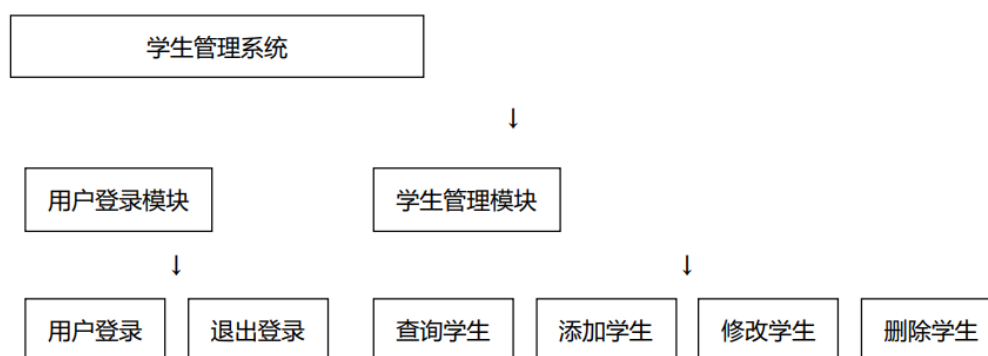 学生管理系统
↓
用户登录模块 学生管理模块
↓ ↓
用户登录 退出登录 查询学生 添加学生 修改学生 删除学生